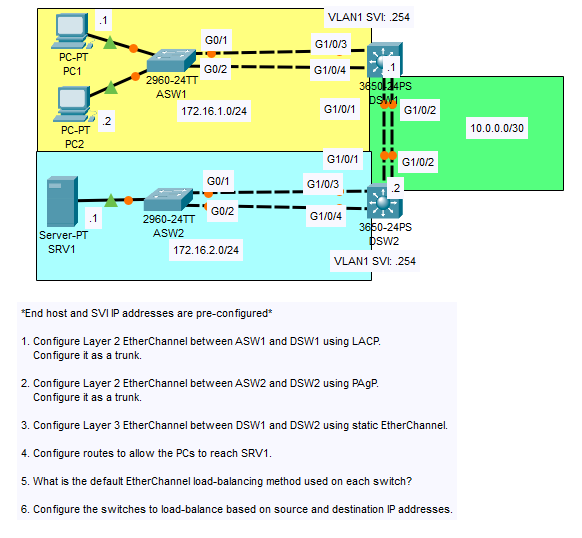 VLAN1 SVI: .254
.1
G0/1
G1/0/3
PC-PT
PC1
G0/2
G1/0/4
.1
2960-24TT
ASW1
3650-24PS
DSW1
172.16.1.0/24
G1/0/1
G1/0/2
.2
10.0.0.0/30
PC-PT
PC2
G1/0/1
G1/0/2
G0/1
G1/0/3
.2
.1
G0/2
G1/0/4
2960-24TT
ASW2
3650-24PS
DSW2
Server-PT
SRV1
172.16.2.0/24
VLAN1 SVI: .254
*End host and SVI IP addresses are pre-configured*
1. Configure Layer 2 EtherChannel between ASW1 and DSW1 using LACP.
Configure it as a trunk.
2. Configure Layer 2 EtherChannel between ASW2 and DSW2 using PAgP.
Configure it as a trunk.
3. Configure Layer 3 EtherChannel between DSW1 and DSW2 using static EtherChannel.
4. Configure routes to allow the PCs to reach SRV1.
5. What is the default EtherChannel load-balancing method used on each switch?
6. Configure the switches to load-balance based on source and destination IP addresses.